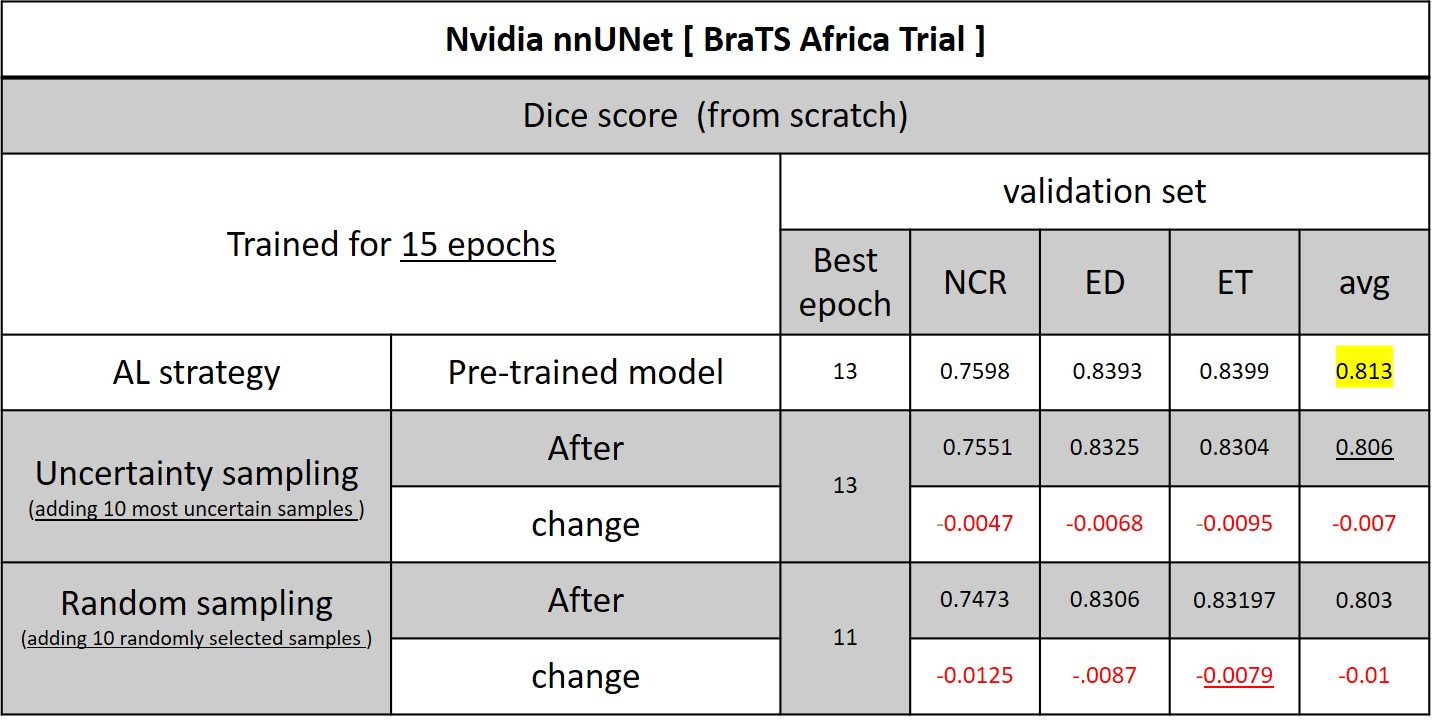 Nvidia nnUNet [ BraTS Africa Trial ]
Dice score (from scratch)
Trained for 15 epochs
validation set
Best
epoch
NCR
ED
ET
avg
AL strategy
Pre-trained model
13
0.7598
0.8393
0.8399
0.813
Uncertainty sampling
(adding 10 most uncertain samples )
After
13
0.7551
0.8325
0.8304
0.806
change
-0.0047
-0.0068
-0.0095
-0.007
Random sampling
(adding 10 randomly selected samples )
After
11
0.7473
0.8306
0.83197
0.803
change
-0.0125
-.0087
-0.0079
-0.01